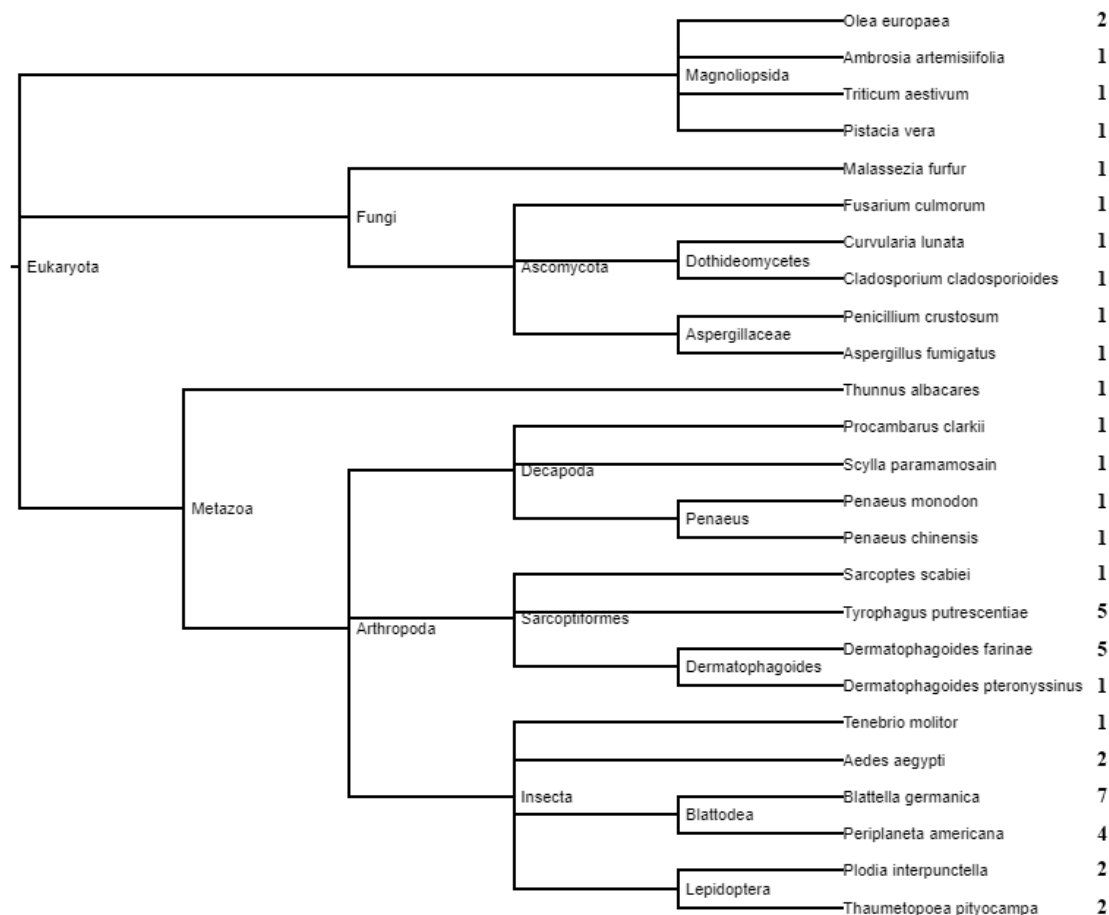 Olea europaea 2
Ambrosia artemisiifolia 1
Magnoliopsida
Triticum aestivum 1
Pistacia vera 1
Malassezia furfur 1
Fusarium culmorum 1
Fungi
Curvularia lunata 1
Dothideomycetes
Eukaryota
Ascomycota
Cladosporium cladosporioides 1
Penicillium crustosum 1
Aspergillaceae
Aspergillus fumigatus 1
Thunnus albacares 1
Procambarus clarkii 1
Scylla paramamosain 1
Decapoda
Penaeus monodon 1
Metazoa
Penaeus
Penaeus chinensis 1
Sarcoptes scabiei 1
Tyrophagus putrescentiae 5
Sarcoptiformes
Arthropoda
Dermatophagoides farinae 5
Dermatophagoides
Dermatophagoides pteronyssinus 1
Tenebrio molitor 1
Aedes aegypti 2
Insecta
Blattella germanica 7
Blattodea
Periplaneta americana 4
Plodia interpunctella 2
Lepidoptera
Thaumetopoea pityocampa 2